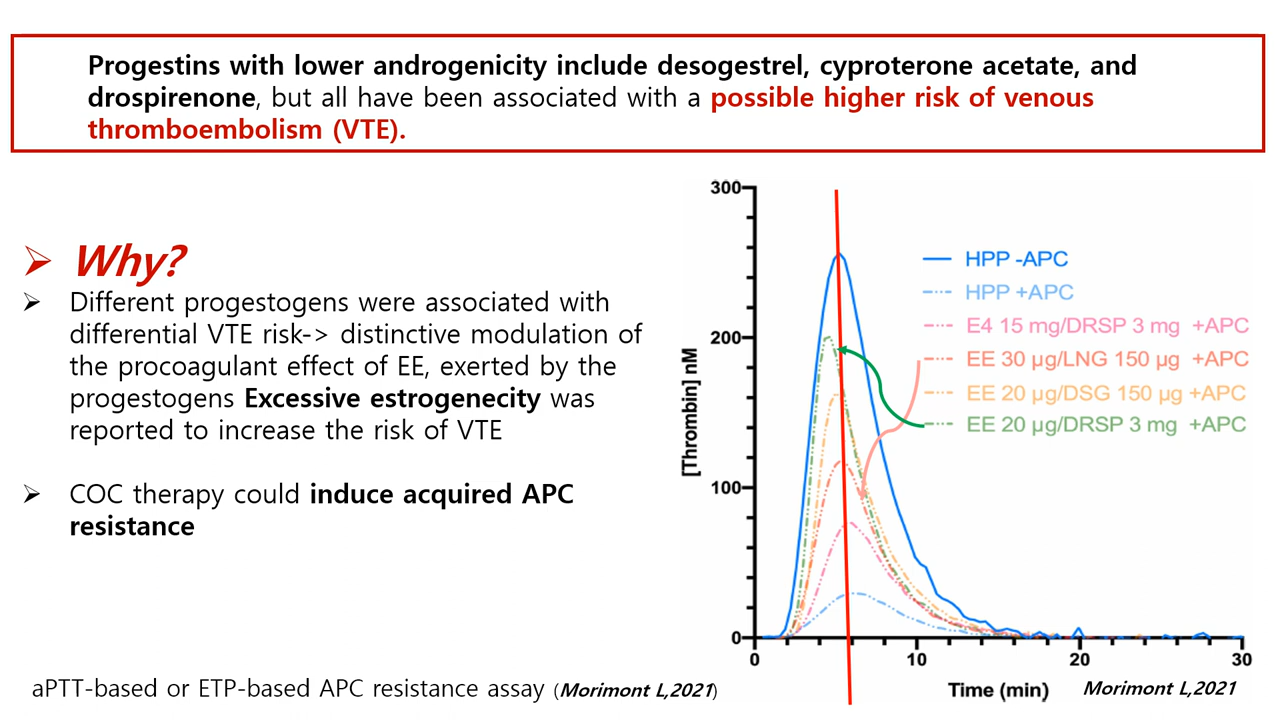 Progestins with lower androgenicity include desogestrel, cyproterone acetate, and
drospirenone, but all have been associated with a possible higher risk of venous
thromboembolism (VTE).
Why?
Different progestogens were associated with
differential VTE risk-> distinctive modulation of
the procoagulant effect of EE, exerted by the
progestogens Excessive estrogenecity was
reported to increase the risk of VTE
COC therapy could induce acquired APC
resistance
aPTT-based or ETP-based APC resistance assay (Morimont L,2021)
[Thrombin] nM
300
200
100
0
0
10
20
30
Time (min)
HPP -APC
HPP +APC
E4 15 mg/DRSP 3 mg +APC
EE 30 µg/LNG 150 µg +APC
EE 20 µg/DSG 150 µg +APC
EE 20 µg/DRSP 3 mg +APC
Morimont L,2021